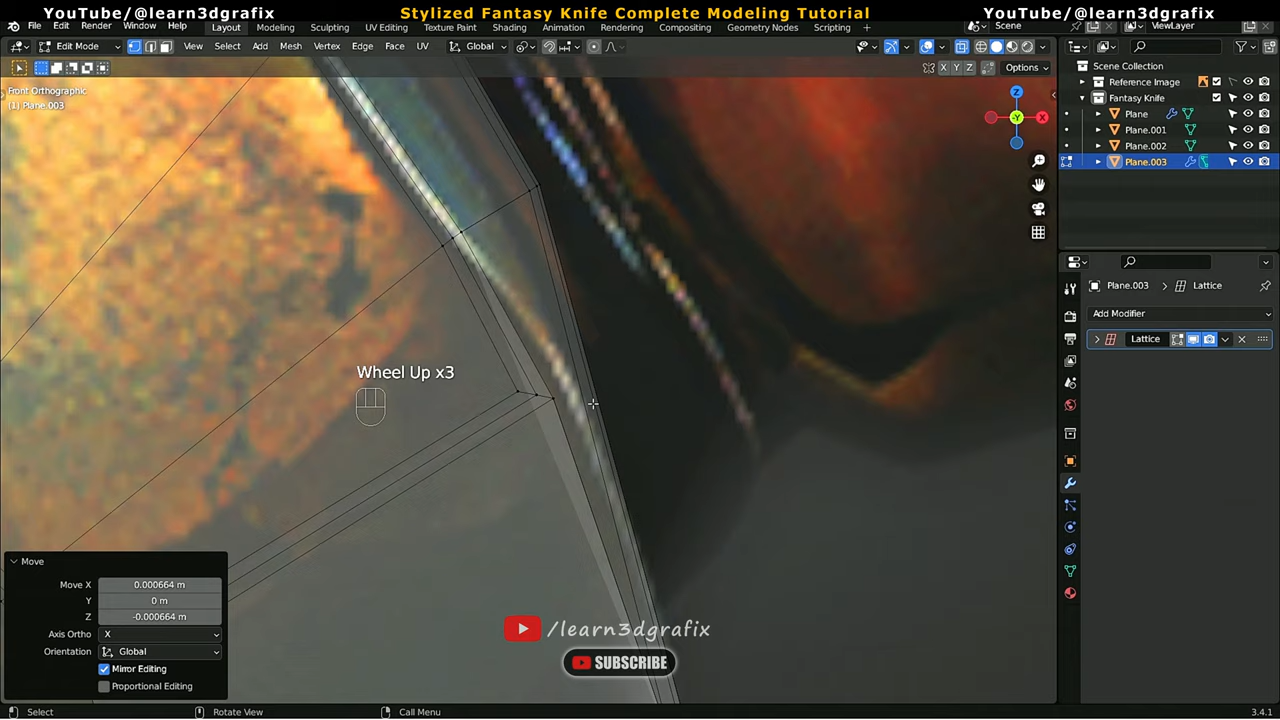 YouTube/@learn3dgrafix
Stylized Fantasy Knife Complete Modeling Tutorial
YouTube/@learn3dgrafix
File Edit Render Window Help Layout Modeling Sculpting UV Editing Texture Paint Shading Animation Rendering Compositing Geometry Nodes Scripting Scene ViewLayer
Edit Mode View Select Add Mesh Vertex Edge Face UV Global
X Y Z Options
Front Orthographic
(1) Plane.003
Z
-Y X
Scene Collection
Reference Image
Fantasy Knife
Plane
Plane.001
Plane.002
Plane.003
Plane.003 > Lattice
Add Modifier
Lattice
Wheel Up x3
Move
Move X 0.000664 m
Y 0 m
Z -0.000664 m
Axis Ortho X
Orientation Global
Mirror Editing
Proportional Editing
/learn3dgrafix
SUBSCRIBE
Select Rotate View Call Menu 3.4.1